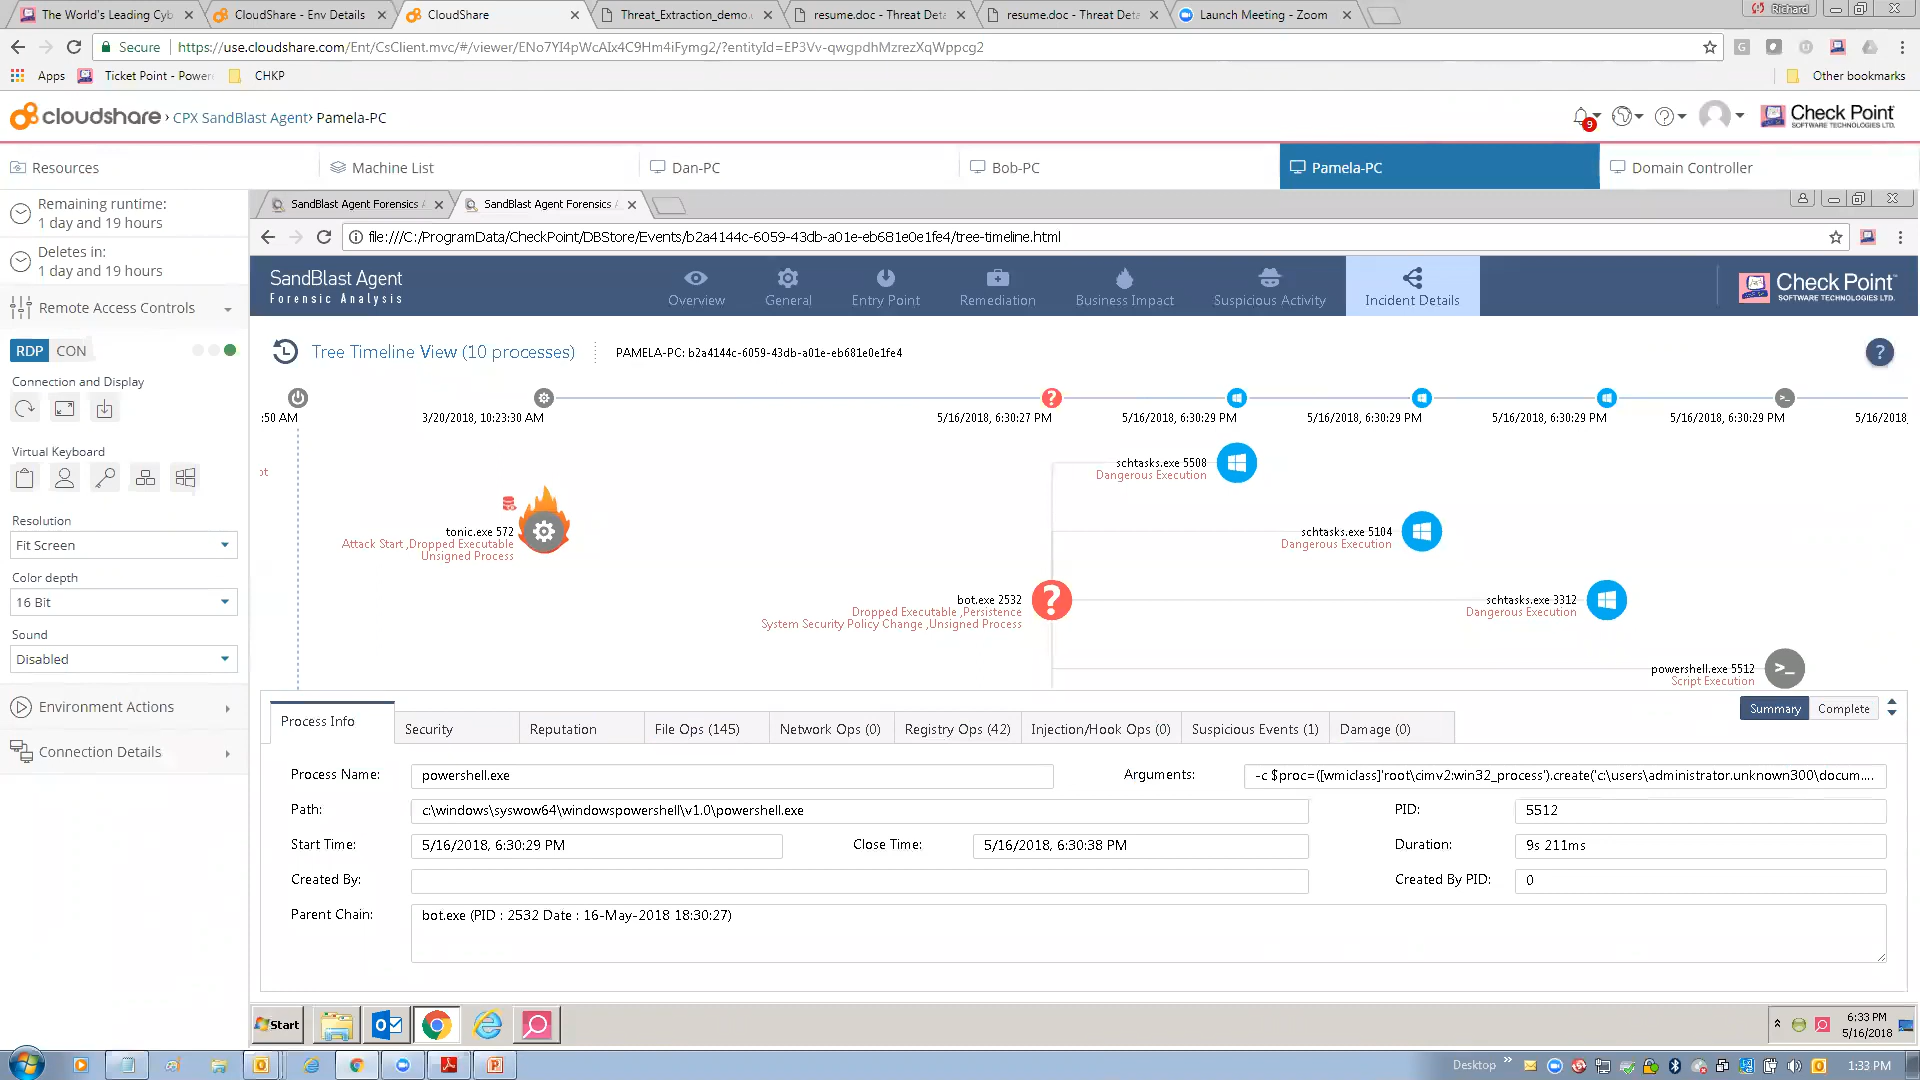 The World's Leading Cyb
CloudShare - Env Details
CloudShare
Threat_Extraction_demo.
resume.doc - Threat Deta
resume.doc - Threat Deta
Launch Meeting - Zoom
Richard
Secure
https://use.cloudshare.com/Ent/CsClient.mvc/#/viewer/ENo7YI4pWcAIx4C9Hm4iFymg2/?entityId=EP3Vv-qwgpdhMzrezXqWppcg2
Apps
Ticket Point - Power
CHKP
Other bookmarks
cloudshare › CPX SandBlast Agent› Pamela-PC
9
Check Point
SOFTWARE TECHNOLOGIES LTD.
Resources
Machine List
Dan-PC
Bob-PC
Pamela-PC
Domain Controller
Remaining runtime:
1 day and 19 hours
Deletes in:
1 day and 19 hours
Remote Access Controls
RDP CON
Connection and Display
Virtual Keyboard
Resolution
Fit Screen
Color depth
16 Bit
Sound
Disabled
Environment Actions
Connection Details
SandBlast Agent Forensics
SandBlast Agent Forensics
file:///C:/ProgramData/CheckPoint/DBStore/Events/b2a4144c-6059-43db-a01e-eb681e0e1fe4/tree-timeline.html
SandBlast Agent
Forensic Analysis
Overview
General
Entry Point
Remediation
Business Impact
Suspicious Activity
Incident Details
Check Point
SOFTWARE TECHNOLOGIES LTD.
Tree Timeline View (10 processes)
PAMELA-PC: b2a4144c-6059-43db-a01e-eb681e0e1fe4
?
?
:50 AM
3/20/2018, 10:23:30 AM
5/16/2018, 6:30:27 PM
5/16/2018, 6:30:29 PM
5/16/2018, 6:30:29 PM
5/16/2018, 6:30:29 PM
5/16/2018, 6:30:29 PM
5/16/2018,
ot
schtasks.exe 5508
Dangerous Execution
tonic.exe 572
Attack Start ,Dropped Executable
Unsigned Process
schtasks.exe 5104
Dangerous Execution
bot.exe 2532
Dropped Executable ,Persistence
System Security Policy Change ,Unsigned Process
?
schtasks.exe 3312
Dangerous Execution
powershell.exe 5512
Script Execution
>_
Process Info
Security
Reputation
File Ops (145)
Network Ops (0)
Registry Ops (42)
Injection/Hook Ops (0)
Suspicious Events (1)
Damage (0)
Summary
Complete
Process Name:
powershell.exe
Arguments:
-c $proc=([wmiclass]'root\cimv2:win32_process').create('c:\users\administrator.unknown300\docum....
Path:
c:\windows\syswow64\windowspowershell\v1.0\powershell.exe
PID:
5512
Start Time:
5/16/2018, 6:30:29 PM
Close Time:
5/16/2018, 6:30:38 PM
Duration:
9s 211ms
Created By:
Created By PID:
0
Parent Chain:
bot.exe (PID : 2532 Date : 16-May-2018 18:30:27)
Start
6:33 PM
5/16/2018
Desktop
1:33 PM